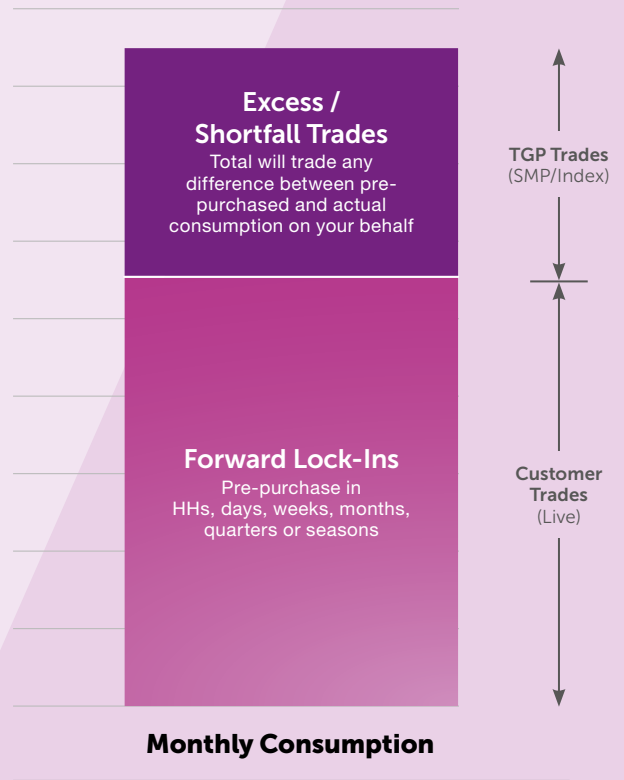 Excess /
Shortfall Trades
Total will trade any
difference between pre-
purchased and actual
consumption on your behalf
TGP Trades
(SMP/Index)
Forward Lock-Ins
Pre-purchase in
HHs, days, weeks, months,
quarters or seasons
Customer
Trades
(Live)
Monthly Consumption